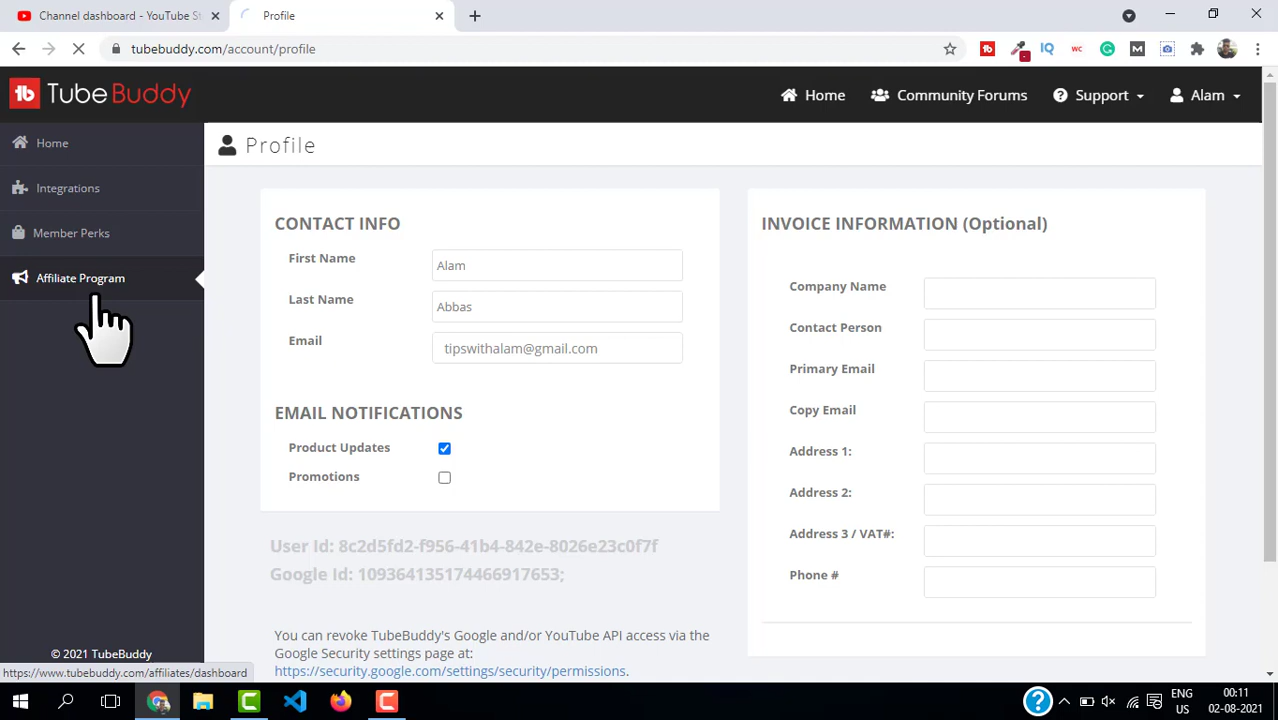 Channel dashboard - YouTube St
Profile
tubebuddy.com/account/profile
IQ
WC
M
TubeBuddy
Home
Community Forums
Support
Alam
Home
Integrations
Member Perks
Affiliate Program
Profile
CONTACT INFO
First Name
Alam
Last Name
Abbas
Email
tipswithalam@gmail.com
EMAIL NOTIFICATIONS
Product Updates
Promotions
User Id: 8c2d5fd2-f956-41b4-842e-8026e23c0f7f
Google Id: 109364135174466917653;
You can revoke TubeBuddy's Google and/or YouTube API access via the
Google Security settings page at:
https://security.google.com/settings/security/permissions.
INVOICE INFORMATION (Optional)
Company Name
Contact Person
Primary Email
Copy Email
Address 1:
Address 2:
Address 3 / VAT#:
Phone #
© 2021 TubeBuddy
https://www.tubebuddy.com/affiliates/dashboard
ENG
US
00:11
02-08-2021